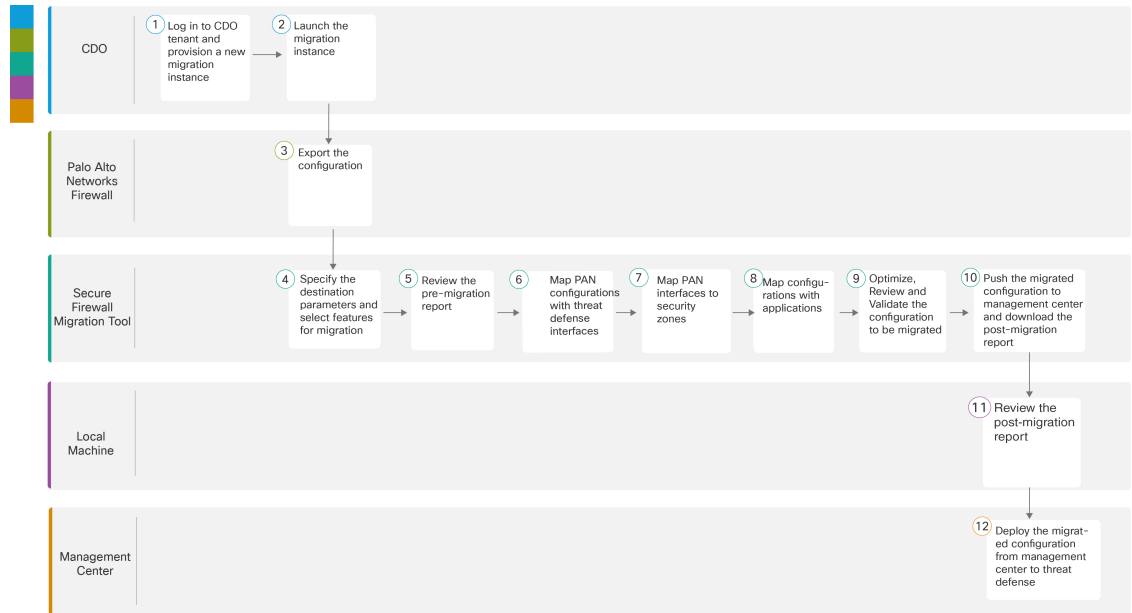 CDO
1 Log in to CDO
tenant and
provision a new
migration
instance
2 Launch the
migration
instance
Palo Alto
Networks
Firewall
3 Export the
configuration
Secure
Firewall
Migration Tool
4 Specify the
destination
parameters and
select features
for migration
5 Review the
pre-migration
report
6 Map PAN
configurations
with threat
defense
interfaces
7 Map PAN
interfaces to
security
zones
8 Map configu-
rations with
applications
9 Optimize,
Review and
Validate the
configuration
to be migrated
10 Push the migrated
configuration to
management center
and download the
post-migration
report
Local
Machine
11 Review the
post-migration
report
Management
Center
12 Deploy the migrat-
ed configuration
from management
center to threat
defense